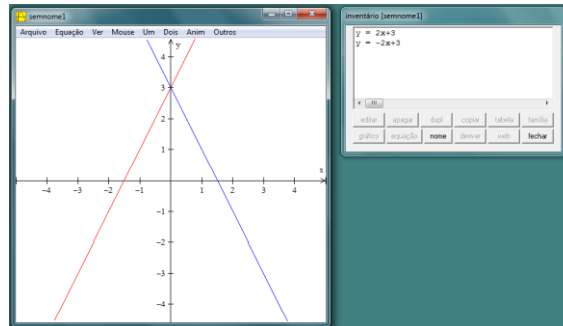 semnome1
Arquivo Equação Ver Mouse Um Dois Anim Outros
y
4
3
2
1
x
−4 −3 −2 −1 1 2 3 4
−1
−2
−3
−4
inventário [semnome1]
y = 2x+3
y = -2x+3
editar apagar dupl copiar tabela família
gráfico equação nome derivar web fechar